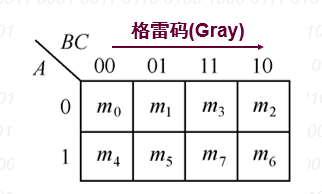 格雷码(Gray)
BC
A
00 01 11 10
0 m₀ m₁ m₃ m₂
1 m₄ m₅ m₇ m₆